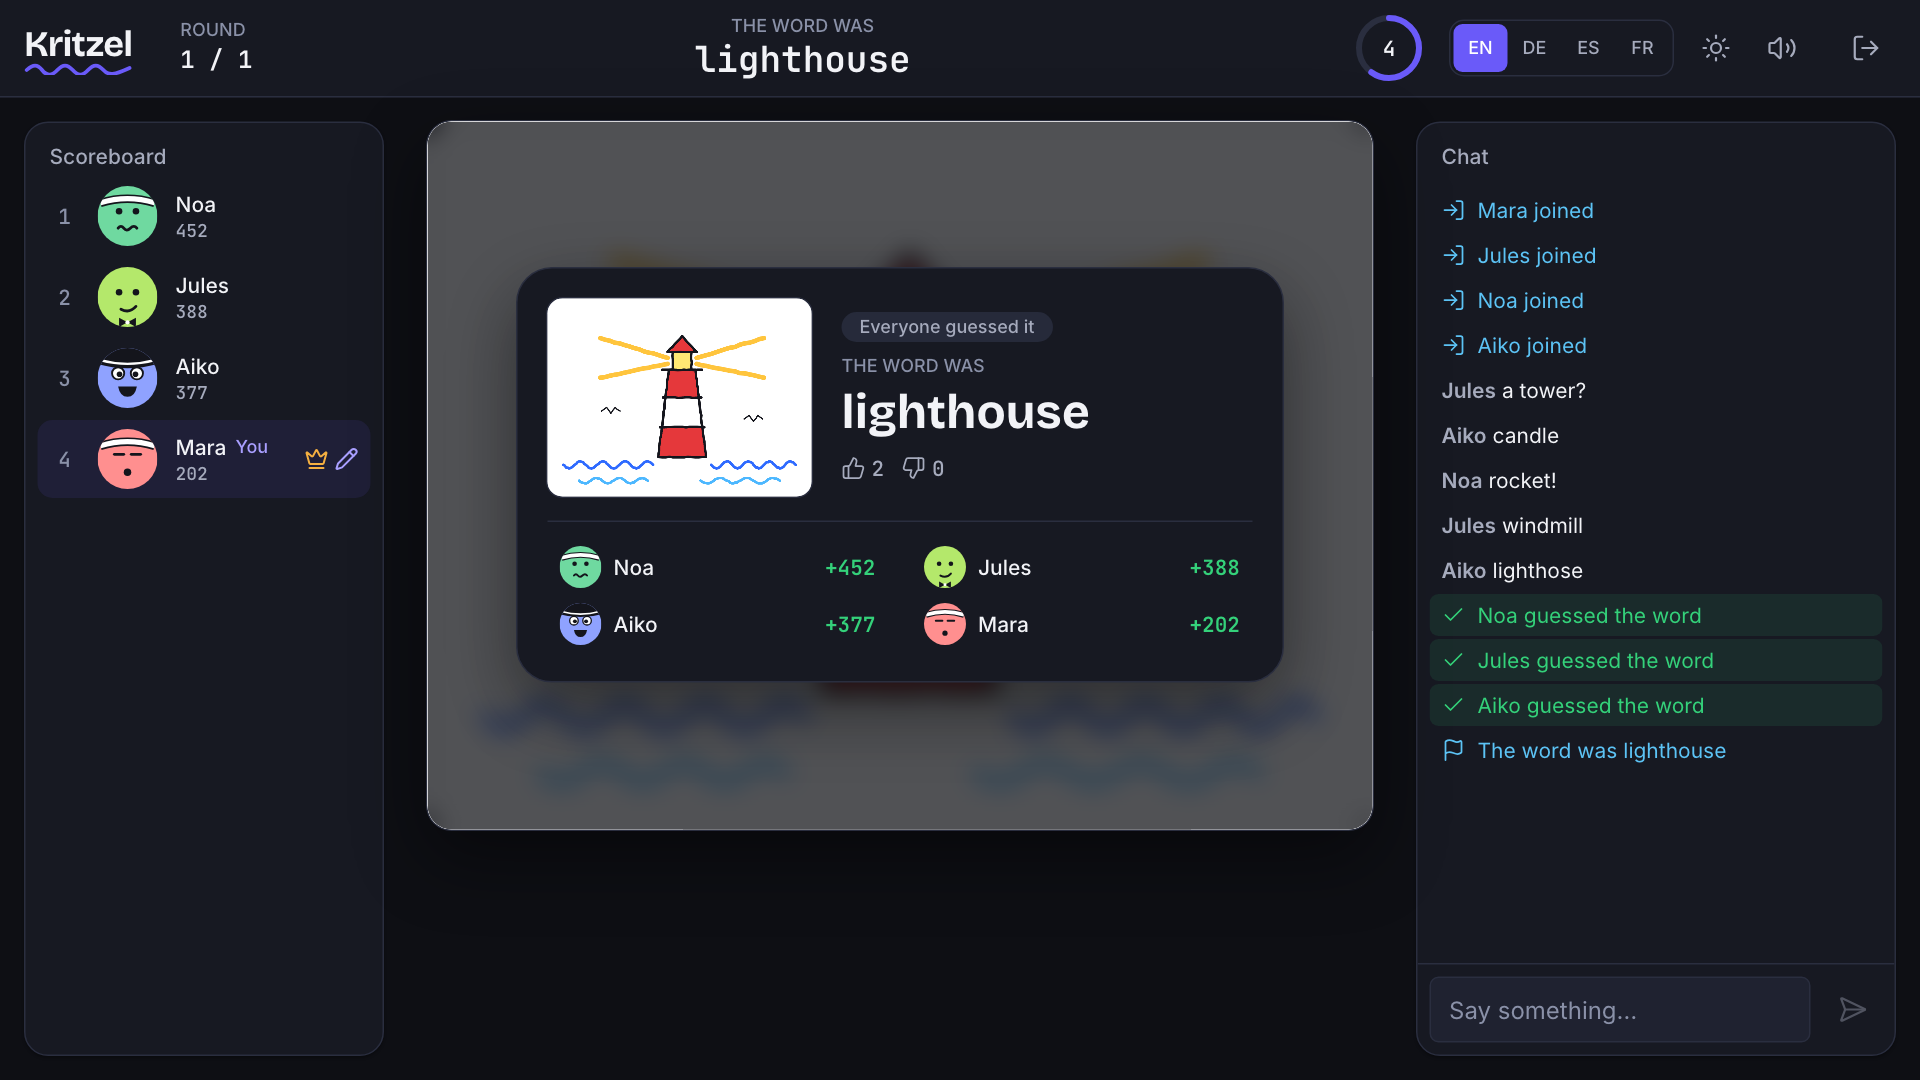 Kritzel
ROUND
1 / 1
THE WORD WAS
lighthouse
4
EN
DE
ES
FR
Scoreboard
1
Noa
452
2
Jules
388
3
Aiko
377
4
Mara You
202
Everyone guessed it
THE WORD WAS
lighthouse
2
0
Noa
+452
Jules
+388
Aiko
+377
Mara
+202
Chat
Mara joined
Jules joined
Noa joined
Aiko joined
Jules a tower?
Aiko candle
Noa rocket!
Jules windmill
Aiko lighthose
Noa guessed the word
Jules guessed the word
Aiko guessed the word
The word was lighthouse
Say something...